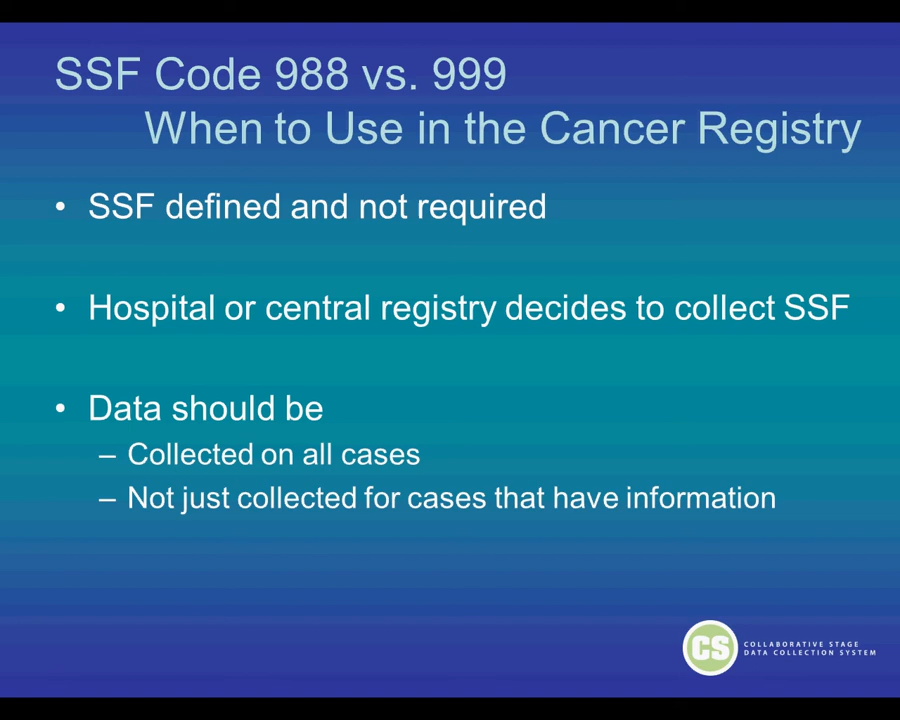 SSF Code 988 vs. 999
When to Use in the Cancer Registry
• SSF defined and not required
• Hospital or central registry decides to collect SSF
• Data should be
– Collected on all cases
– Not just collected for cases that have information
CS
COLLABORATIVE STAGE
DATA COLLECTION SYSTEM